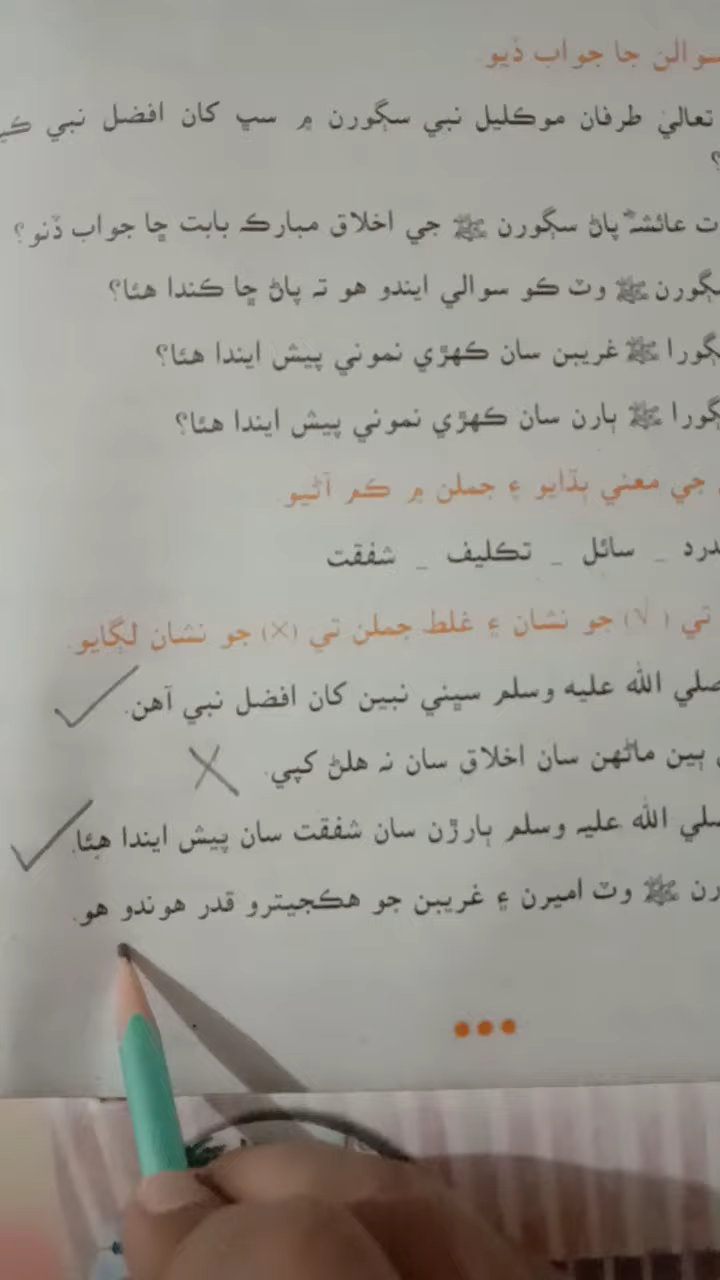 سوالن جا جواب ڏيو.
تعاليٰ طرفان موڪليل نبي سڳورن ۾ سڀ کان افضل نبي
؟
عائشہؓ پاڻ سڳورن ﷺ جي اخلاق مبارڪ بابت ڇا جواب ڏنو؟
سڳورن ﷺ وٽ ڪو سوالي ايندو هو تہ پاڻ ڇا ڪندا هئا؟
ڳورا ﷺ غريبن سان ڪهڙي نموني پيش ايندا هئا؟
ڳورا ﷺ ٻارن سان ڪهڙي نموني پيش ايندا هئا؟
جي معنيٰ ٻڌايو ۽ جملن ۾ ڪم آڻيو.
درد _ سائل _ تڪليف _ شفقت
تي (√) جو نشان ۽ غلط جملن تي (×) جو نشان لڳايو.
صلي الله عليه وسلم سڀني نبين کان افضل نبي آهن. ✓
ٻين ماڻهن سان اخلاق سان نہ هلڻ کپي. ✗
صلي الله عليہ وسلم ٻارڙن سان شفقت سان پيش ايندا هئا. ✓
رن ﷺ وٽ اميرن ۽ غريبن جو هڪجيترو قدر هوندو هو.